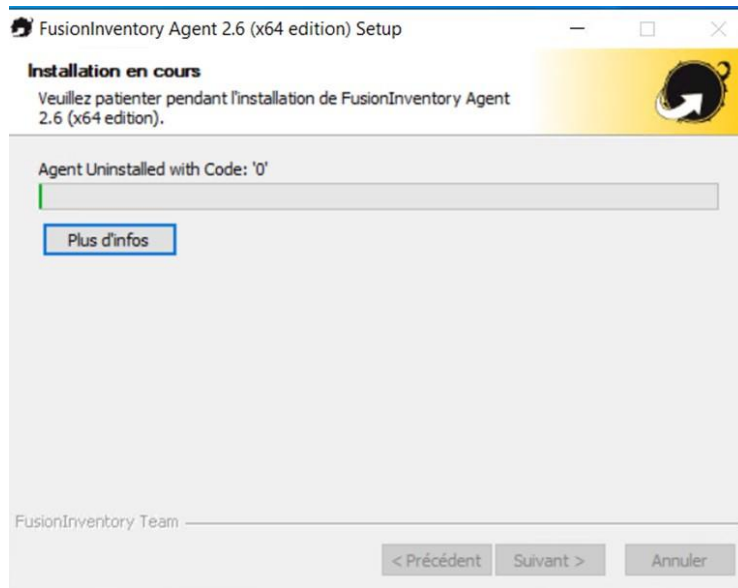 FusionInventory Agent 2.6 (x64 edition) Setup
Installation en cours
Veuillez patienter pendant l'installation de FusionInventory Agent
2.6 (x64 edition).
Agent Uninstalled with Code: '0'
Plus d'infos
FusionInventory Team
< Précédent
Suivant >
Annuler